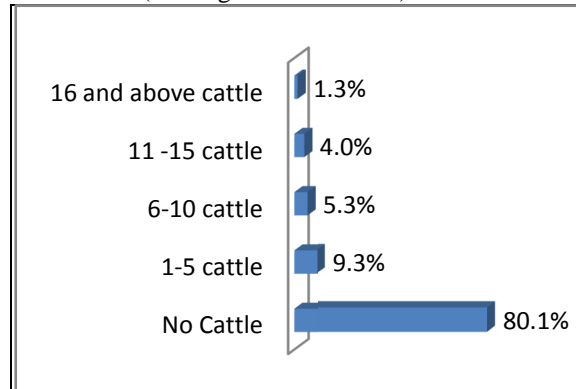 16 and above cattle 1.3%
11 -15 cattle 4.0%
6-10 cattle 5.3%
1-5 cattle 9.3%
No Cattle 80.1%